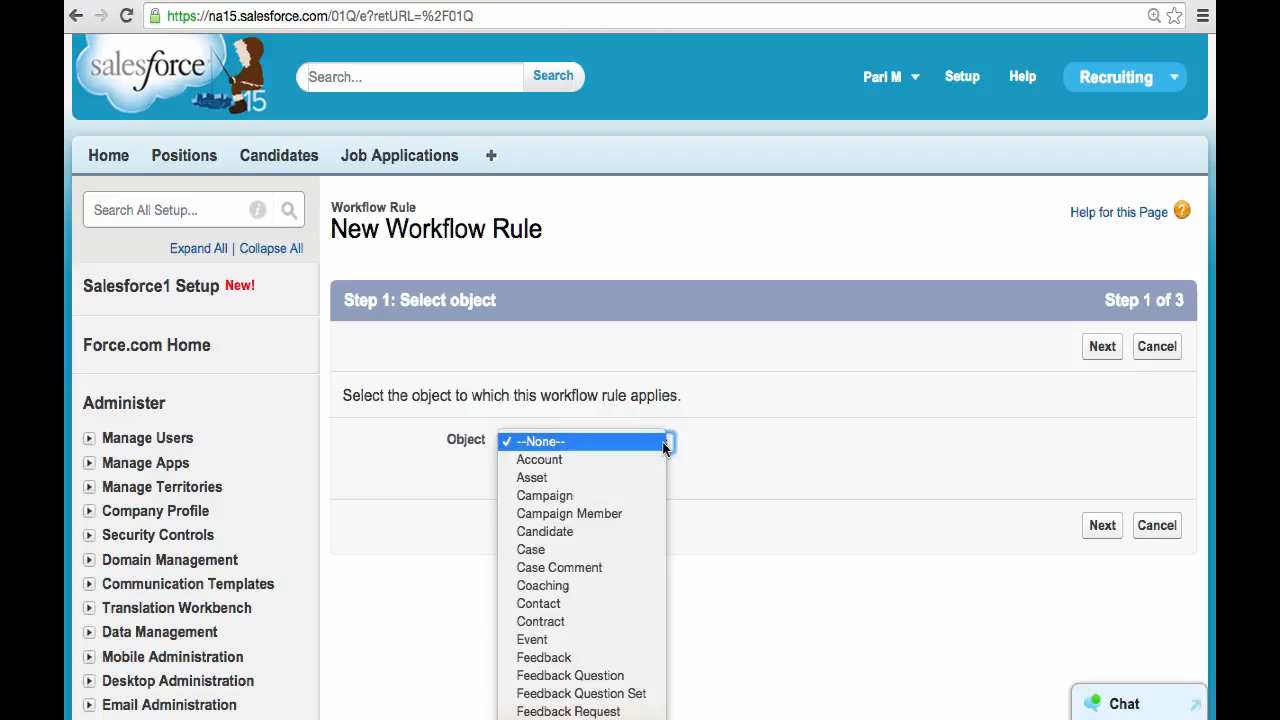 https://na15.salesforce.com/01Q/e?retURL=%2F01Q
salesforce
15
Search...
Search
Parl M
Setup
Help
Recruiting
Home
Positions
Candidates
Job Applications
+
Search All Setup...
Expand All | Collapse All
Salesforce1 Setup New!
Force.com Home
Administer
Manage Users
Manage Apps
Manage Territories
Company Profile
Security Controls
Domain Management
Communication Templates
Translation Workbench
Data Management
Mobile Administration
Desktop Administration
Email Administration
Workflow Rule
New Workflow Rule
Help for this Page
Step 1: Select object
Step 1 of 3
Next
Cancel
Select the object to which this workflow rule applies.
Object
--None--
Account
Asset
Campaign
Campaign Member
Candidate
Case
Case Comment
Coaching
Contact
Contract
Event
Feedback
Feedback Question
Feedback Question Set
Feedback Request
Next
Cancel
Chat